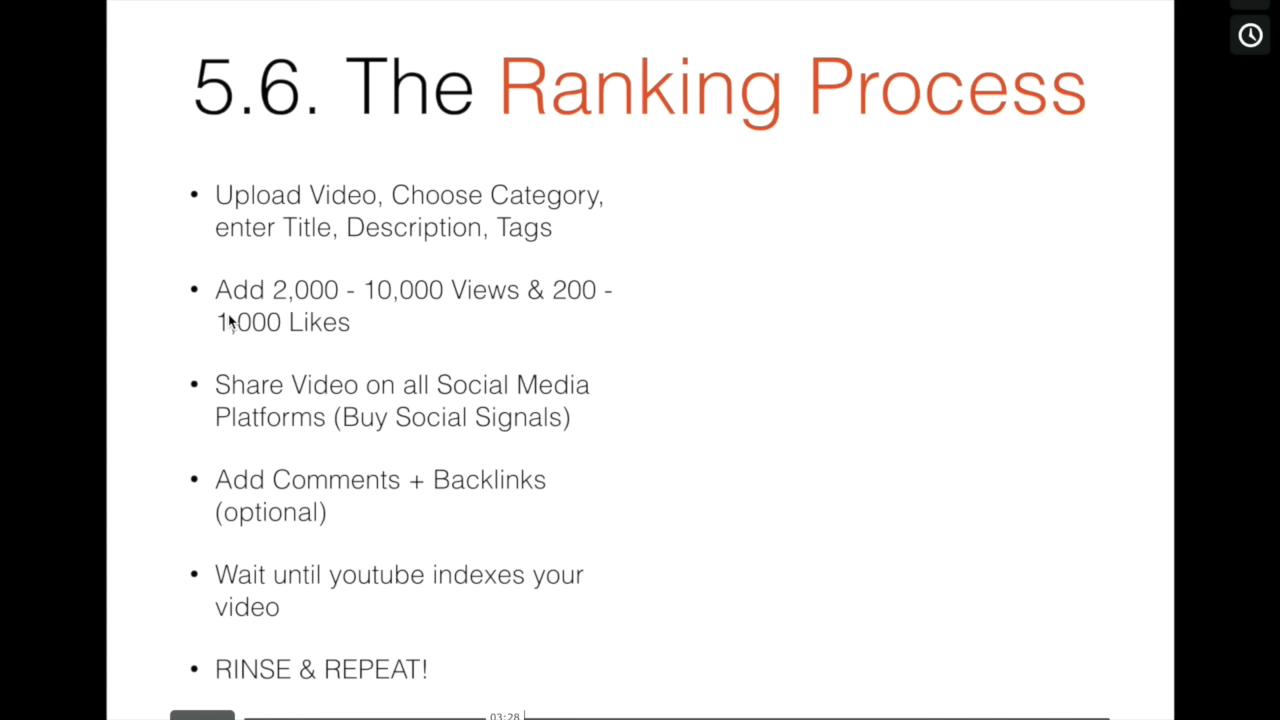 5.6. The Ranking Process
• Upload Video, Choose Category,
enter Title, Description, Tags
• Add 2,000 - 10,000 Views & 200 -
1,000 Likes
• Share Video on all Social Media
Platforms (Buy Social Signals)
• Add Comments + Backlinks
(optional)
• Wait until youtube indexes your
video
• RINSE & REPEAT!
03:28